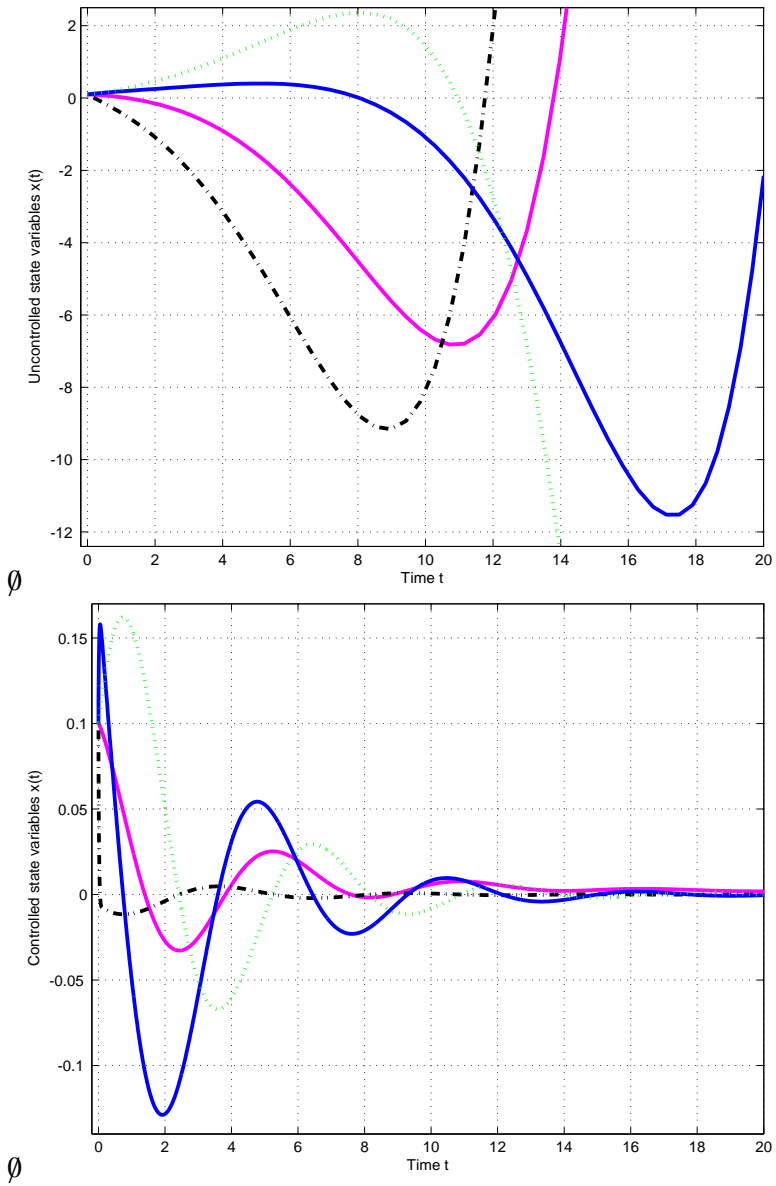 Uncontrolled state variables x(t)
2
0
-2
-4
-6
-8
-10
-12
0 2 4 6 8 10 12 14 16 18 20
Time t
∅
Controlled state variables x(t)
0.15
0.1
0.05
0
-0.05
-0.1
0 2 4 6 8 10 12 14 16 18 20
Time t
∅